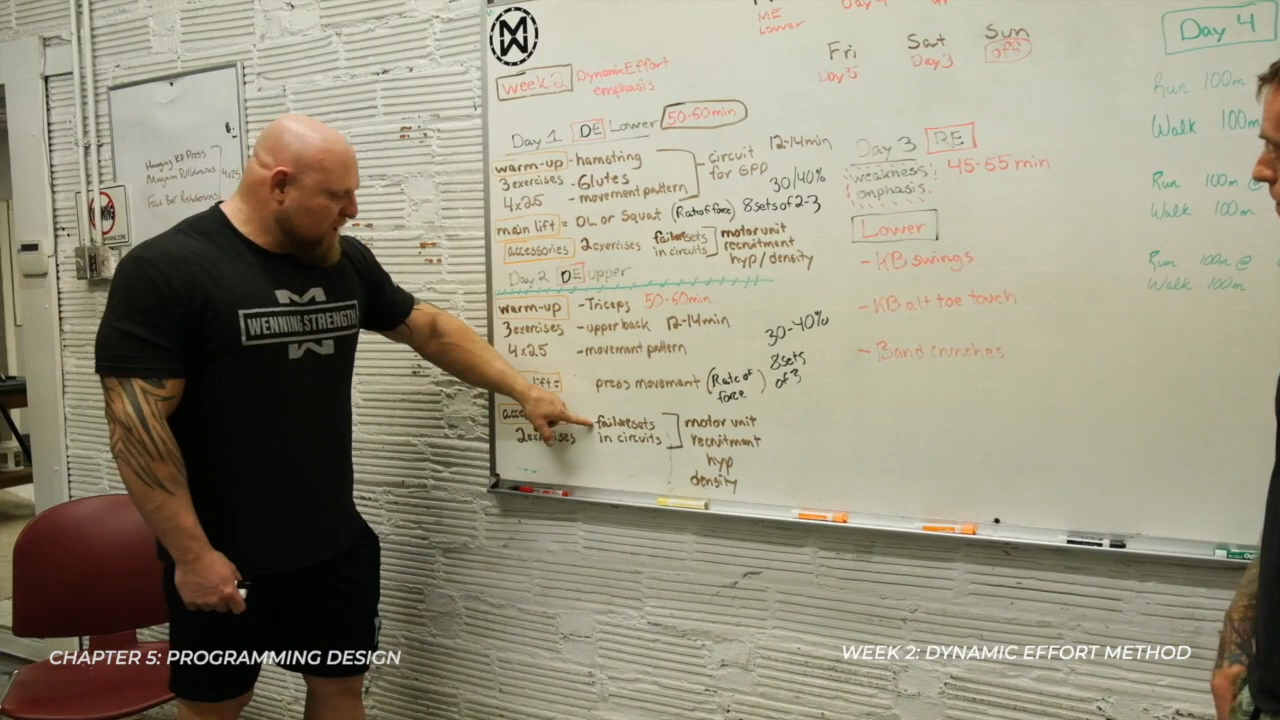 ME
Lower
Fri
Day 5
Sat
Day 3
Sun
off
Day 4
Run 100m
Walk 100m
Run 100m @
Walk 100m
Run 100m @
Walk 100m
week 2
Dynamic Effort
emphasis
Day 1 DE Lower 50-60min
warm-up - hamstring
3 exercises - Glutes
4x25 - movement pattern
circuit 12-14min
for GPP
30/40%
main lift = DL or Squat (Rate of force) 8 sets of 2-3
accessories 2 exercises
failure sets
in circuits
motor unit
recruitment
hyp/density
Day 2 DE upper
warm-up - Triceps 50-60min
3 exercises - upper back 12-14min
4x25 - movement pattern
30-40%
8 sets
of 3
lift = press movement (Rate of
force)
acce
2 exercises
failure sets
in circuits
motor unit
recruitment
hyp
density
Day 3 RE
weakness
emphasis
45-55 min
Lower
- KB swings
- KB alt toe touch
- Band crunches
4x25
WENNING STRENGTH
CHAPTER 5: PROGRAMMING DESIGN
WEEK 2: DYNAMIC EFFORT METHOD